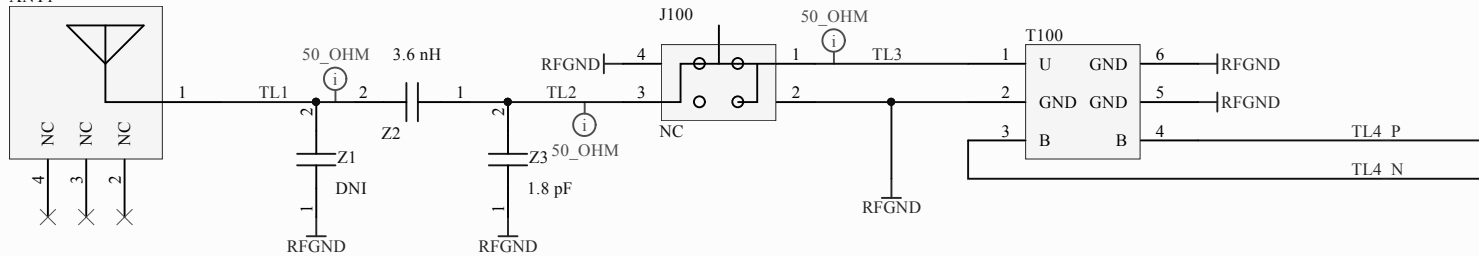 J100
50_OHM
50_OHM
3.6 nH
4
1
TL3
T100
RFGND
1
U
GND
6
RFGND
1
TL1
2
1
TL2
3
2
2
GND
GND
5
RFGND
NC
NC
NC
2
Z2
2
NC
3
B
B
4
TL4_P
Z1
Z3
50_OHM
TL4_N
4
3
2
DNI
1.8 pF
1
1
RFGND
RFGND
RFGND